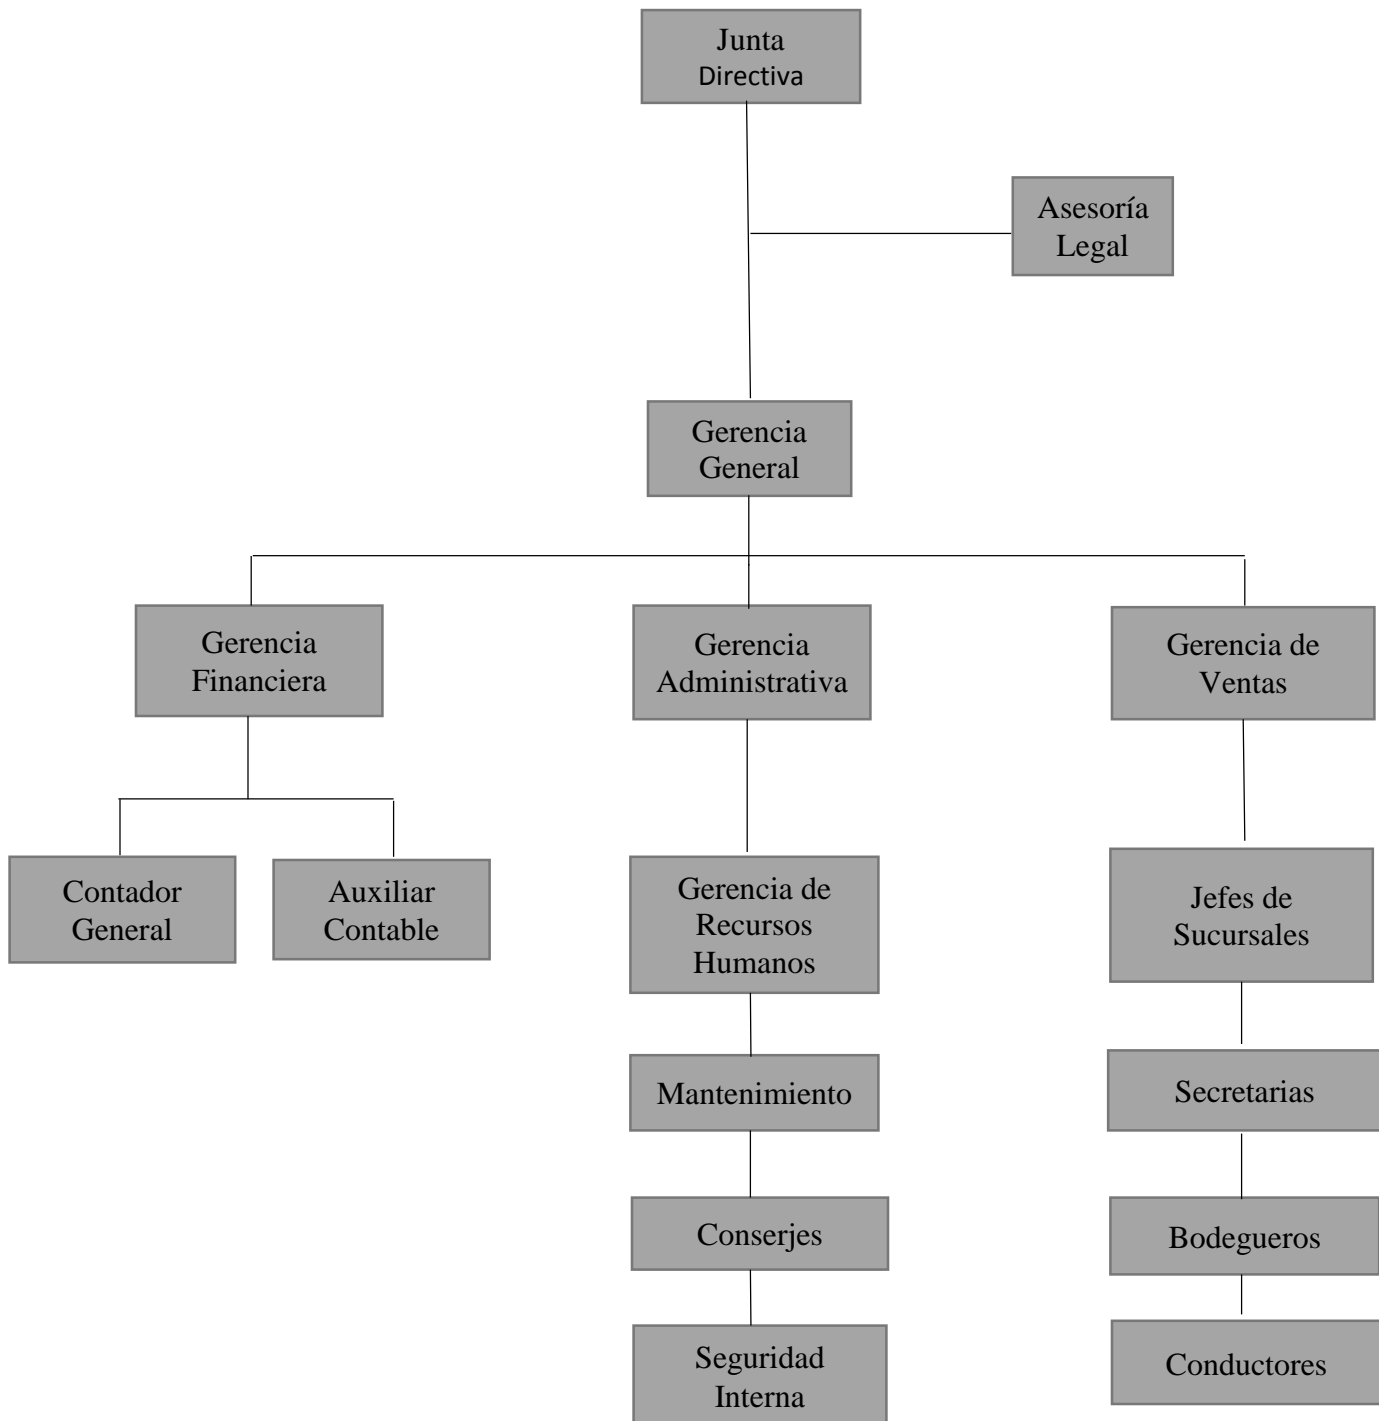 Junta
Directiva
Asesoría
Legal
Gerencia
General
Gerencia
Financiera
Gerencia
Administrativa
Gerencia de
Ventas
Contador
General
Auxiliar
Contable
Gerencia de
Recursos
Humanos
Jefes de
Sucursales
Mantenimiento
Secretarias
Conserjes
Bodegueros
Seguridad
Interna
Conductores